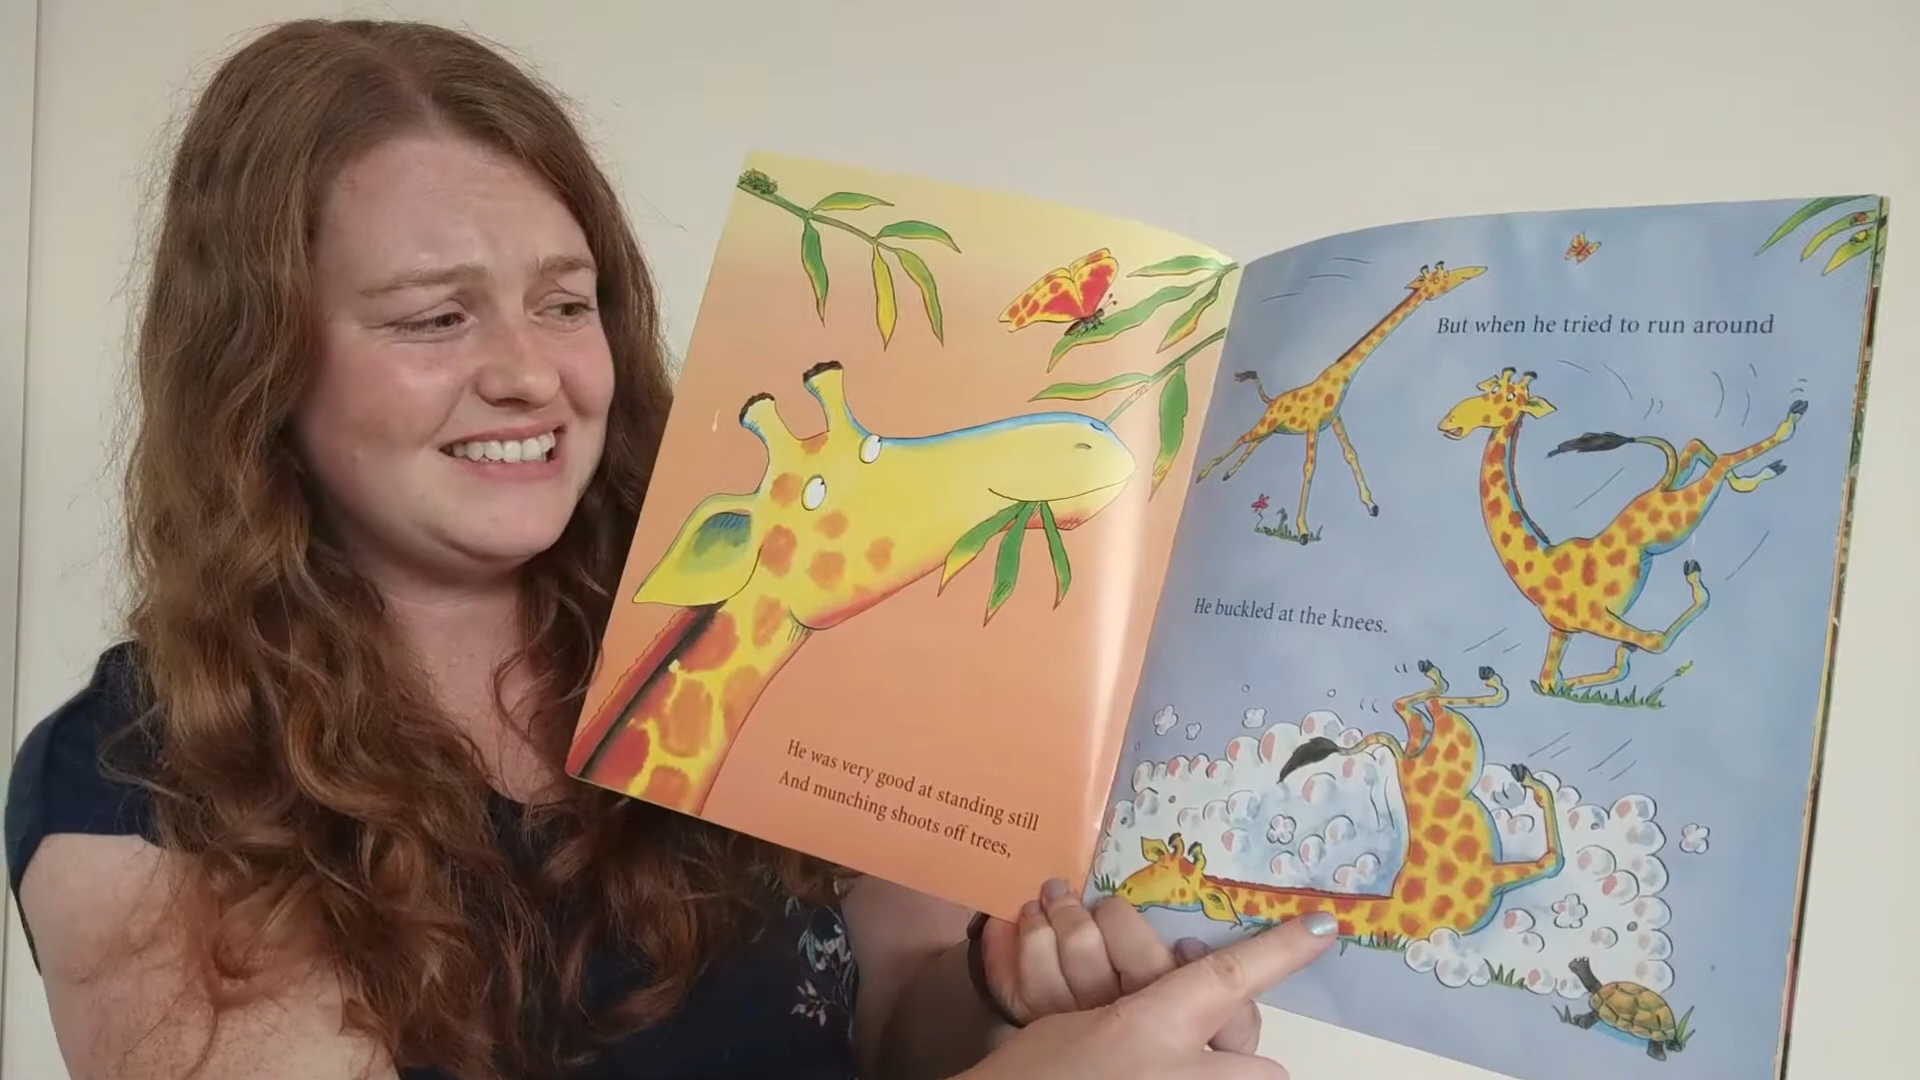 He was very good at standing still
And munching shoots off trees,
But when he tried to run around
He buckled at the knees.